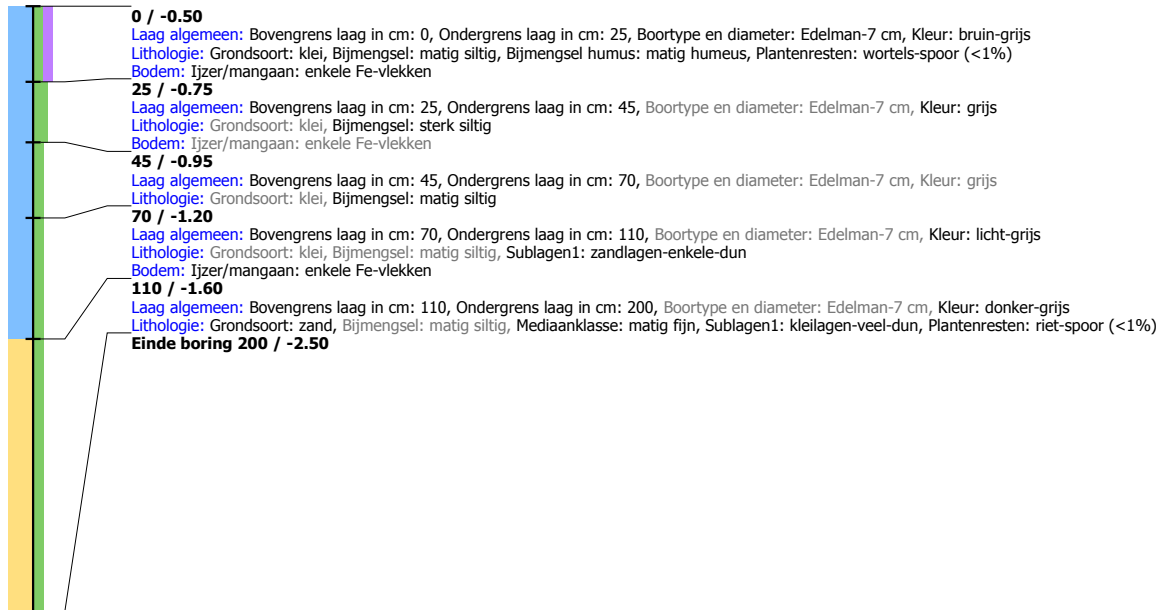 0 / -0.50
Laag algemeen: Bovengrens laag in cm: 0, Ondergrens laag in cm: 25, Boortype en diameter: Edelman-7 cm, Kleur: bruin-grijs
Lithologie: Grondsoort: klei, Bijmengsel: matig siltig, Bijmengsel humus: matig humeus, Plantenresten: wortels-spoor (<1%)
Bodem: Ijzer/mangaan: enkele Fe-vlekken
25 / -0.75
Laag algemeen: Bovengrens laag in cm: 25, Ondergrens laag in cm: 45, Boortype en diameter: Edelman-7 cm, Kleur: grijs
Lithologie: Grondsoort: klei, Bijmengsel: sterk siltig
Bodem: Ijzer/mangaan: enkele Fe-vlekken
45 / -0.95
Laag algemeen: Bovengrens laag in cm: 45, Ondergrens laag in cm: 70, Boortype en diameter: Edelman-7 cm, Kleur: grijs
Lithologie: Grondsoort: klei, Bijmengsel: matig siltig
70 / -1.20
Laag algemeen: Bovengrens laag in cm: 70, Ondergrens laag in cm: 110, Boortype en diameter: Edelman-7 cm, Kleur: licht-grijs
Lithologie: Grondsoort: klei, Bijmengsel: matig siltig, Sublagen1: zandlagen-enkele-dun
Bodem: Ijzer/mangaan: enkele Fe-vlekken
110 / -1.60
Laag algemeen: Bovengrens laag in cm: 110, Ondergrens laag in cm: 200, Boortype en diameter: Edelman-7 cm, Kleur: donker-grijs
Lithologie: Grondsoort: zand, Bijmengsel: matig siltig, Mediaanklasse: matig fijn, Sublagen1: kleilagen-veel-dun, Plantenresten: riet-spoor (<1%)
Einde boring 200 / -2.50